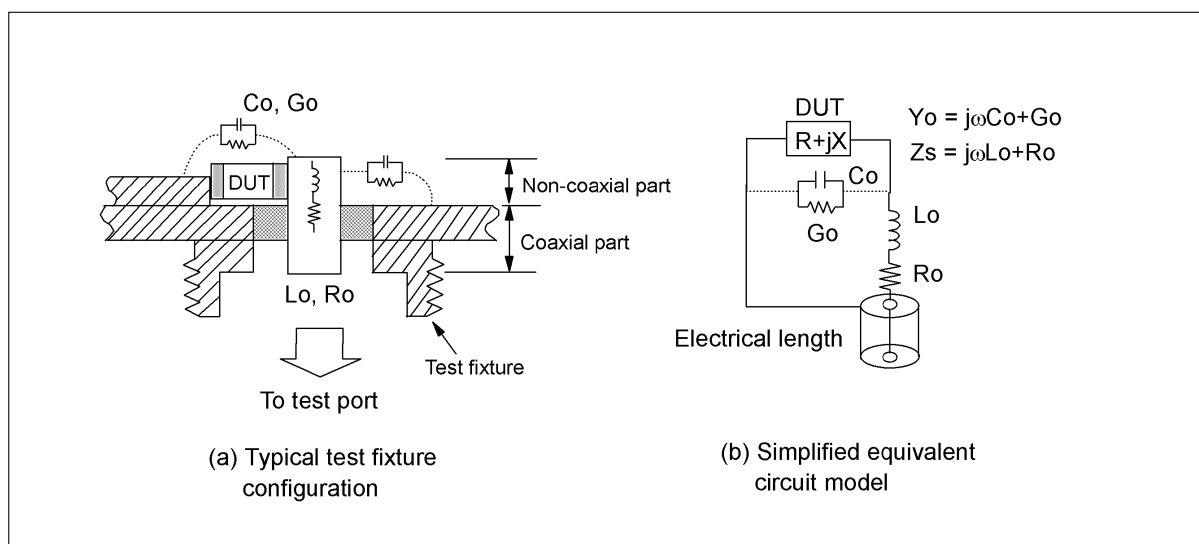 Co, Go
DUT
Non-coaxial part
Coaxial part
Lo, Ro
Test fixture
To test port
(a) Typical test fixture
configuration
DUT
R+jX
Yo = jωCo+Go
Zs = jωLo+Ro
Co
Go
Lo
Ro
Electrical length
(b) Simplified equivalent
circuit model